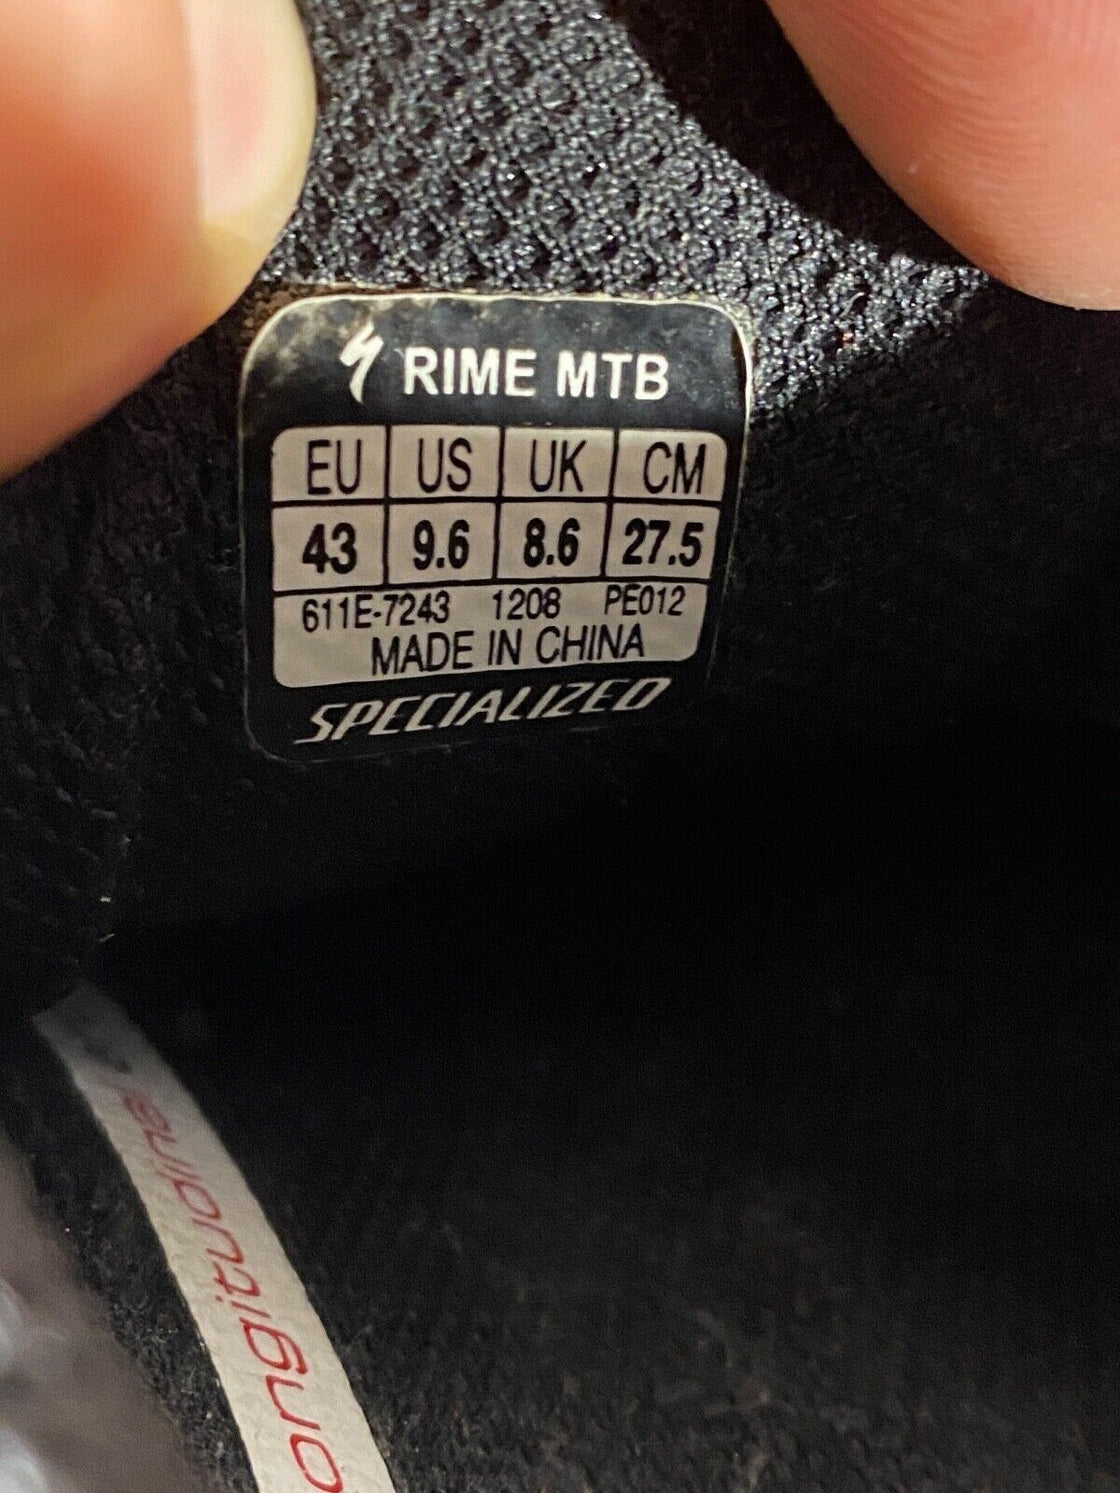 RIME MTB
EU US UK CM
43 9.6 8.6 27.5
611E-7243 1208 PE012
MADE IN CHINA
SPECIALIZED
ongitudinal